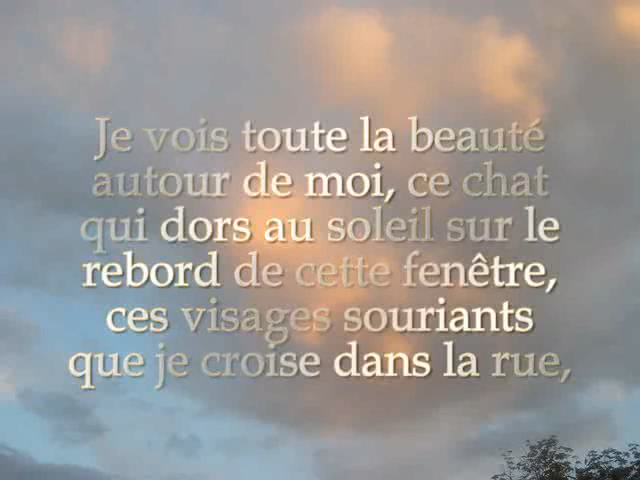 Je vois toute la beauté
autour de moi, ce chat
qui dors au soleil sur le
rebord de cette fenêtre,
ces visages souriants
que je croise dans la rue,